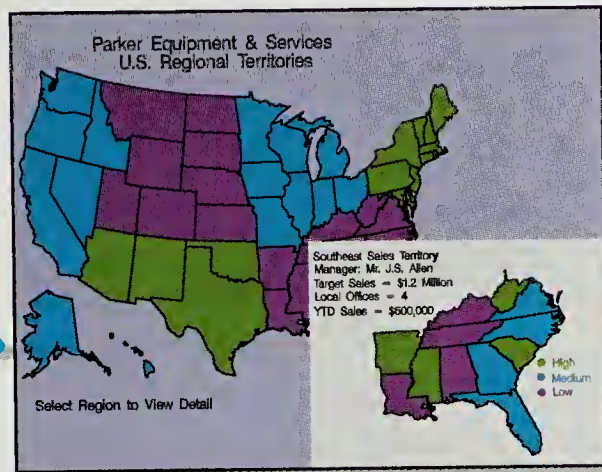 Parker Equipment & Services
U.S. Regional Territories
Southeast Sales Territory
Manager: Mr. J.S. Allen
Target Sales = $1.2 Million
Local Offices = 4
YTD Sales = $500,000
High
Medium
Low
Select Region to View Detail